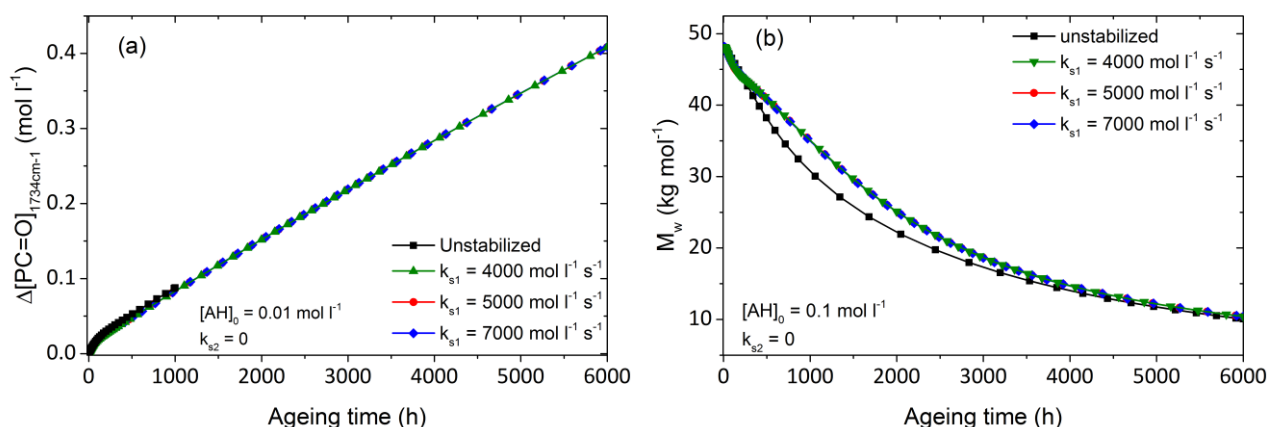 (a)
Δ[PC=O]1734cm-1 (mol l-1)
0.4
0.3
0.2
0.1
0.0
Unstabilized
ks1 = 4000 mol l-1 s-1
ks1 = 5000 mol l-1 s-1
ks1 = 7000 mol l-1 s-1
[AH]0 = 0.01 mol l-1
ks2 = 0
0 1000 2000 3000 4000 5000 6000
Ageing time (h)
(b)
Mw (kg mol-1)
50
40
30
20
10
unstabilized
ks1 = 4000 mol l-1 s-1
ks1 = 5000 mol l-1 s-1
ks1 = 7000 mol l-1 s-1
[AH]0 = 0.1 mol l-1
ks2 = 0
0 1000 2000 3000 4000 5000 6000
Ageing time (h)